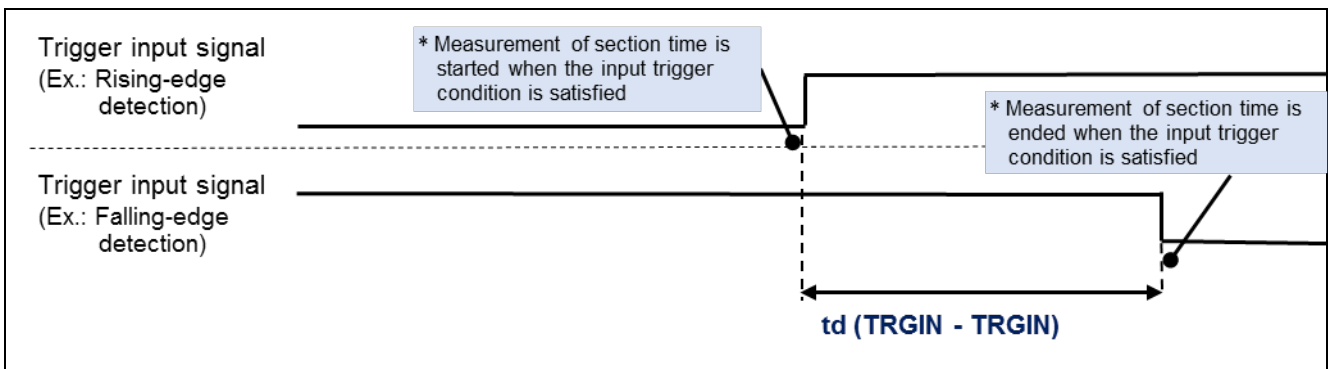 Trigger input signal
(Ex.: Rising-edge
detection)
* Measurement of section time is
started when the input trigger
condition is satisfied
* Measurement of section time is
ended when the input trigger
condition is satisfied
Trigger input signal
(Ex.: Falling-edge
detection)
td (TRGIN - TRGIN)